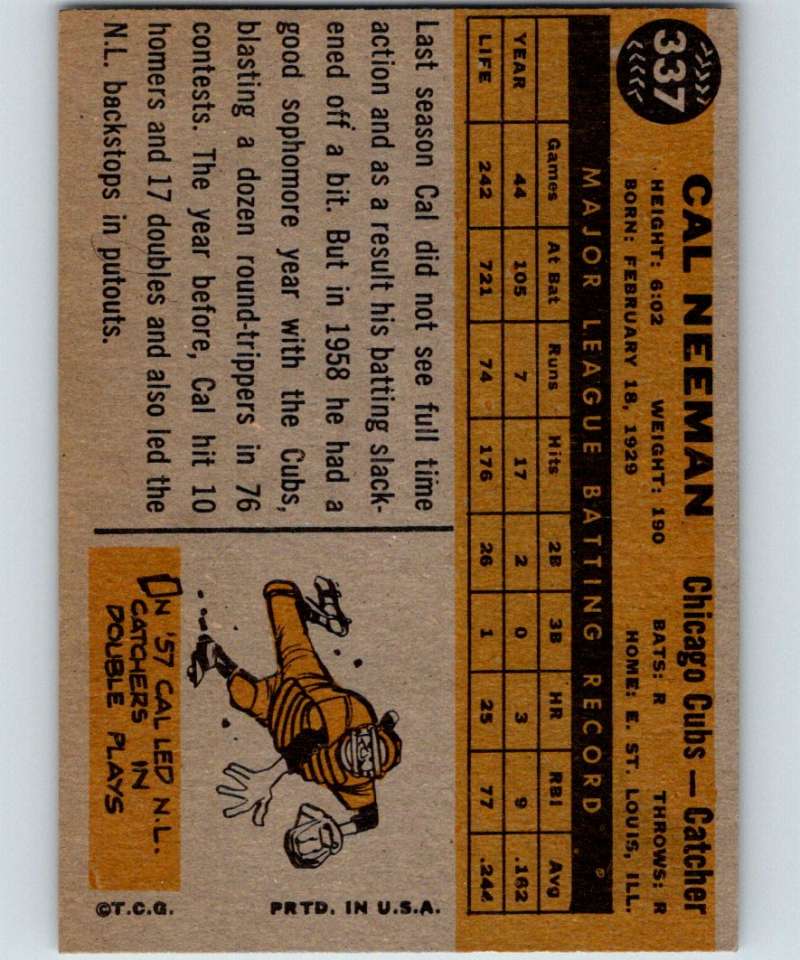 337
CAL NEEMAN Chicago Cubs — Catcher
HEIGHT: 6:02 WEIGHT: 190 BATS: R THROWS: R
BORN: FEBRUARY 18, 1929 HOME: E. ST. LOUIS, ILL.
MAJOR LEAGUE BATTING RECORD
Games At Bat Runs Hits 2B 3B HR RBI Avg
YEAR 44 105 7 17 2 0 3 9 .162
LIFE 242 721 74 176 26 1 25 77 .244
Last season Cal did not see full time
action and as a result his batting slack-
ened off a bit. But in 1958 he had a
good sophomore year with the Cubs,
blasting a dozen round-trippers in 76
contests. The year before, Cal hit 10
homers and 17 doubles and also led the
N.L. backstops in putouts.
IN '57 CAL LED N.L.
CATCHERS IN
DOUBLE PLAYS
©T.C.G. PRTD. IN U.S.A.